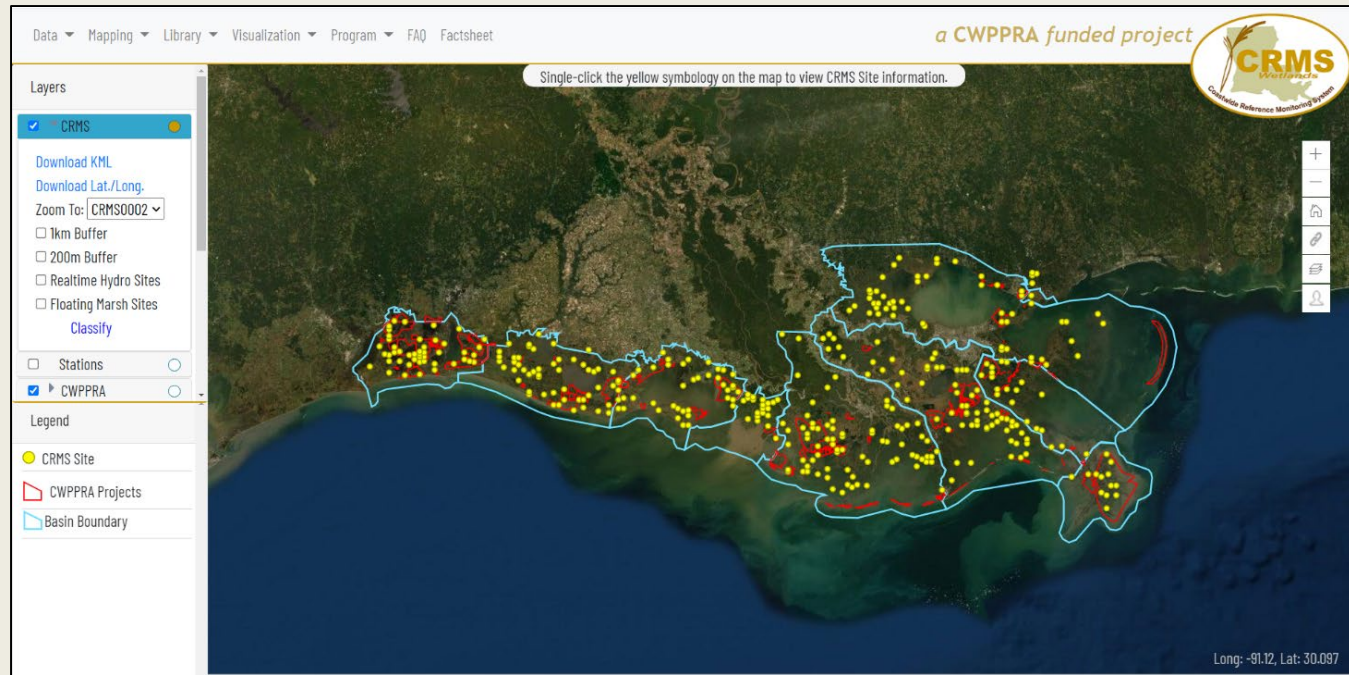 Data Mapping Library Visualization Program FAQ Factsheet
a CWPPRA funded project
CRMS
Wetlands
Coastwide Reference Monitoring System
Single-click the yellow symbology on the map to view CRMS Site information.
Layers
CRMS
Download KML
Download Lat./Long.
Zoom To: CRMS0002
1km Buffer
200m Buffer
Realtime Hydro Sites
Floating Marsh Sites
Classify
Stations
CWPPRA
Legend
CRMS Site
CWPPRA Projects
Basin Boundary
Long: -91.12, Lat: 30.097